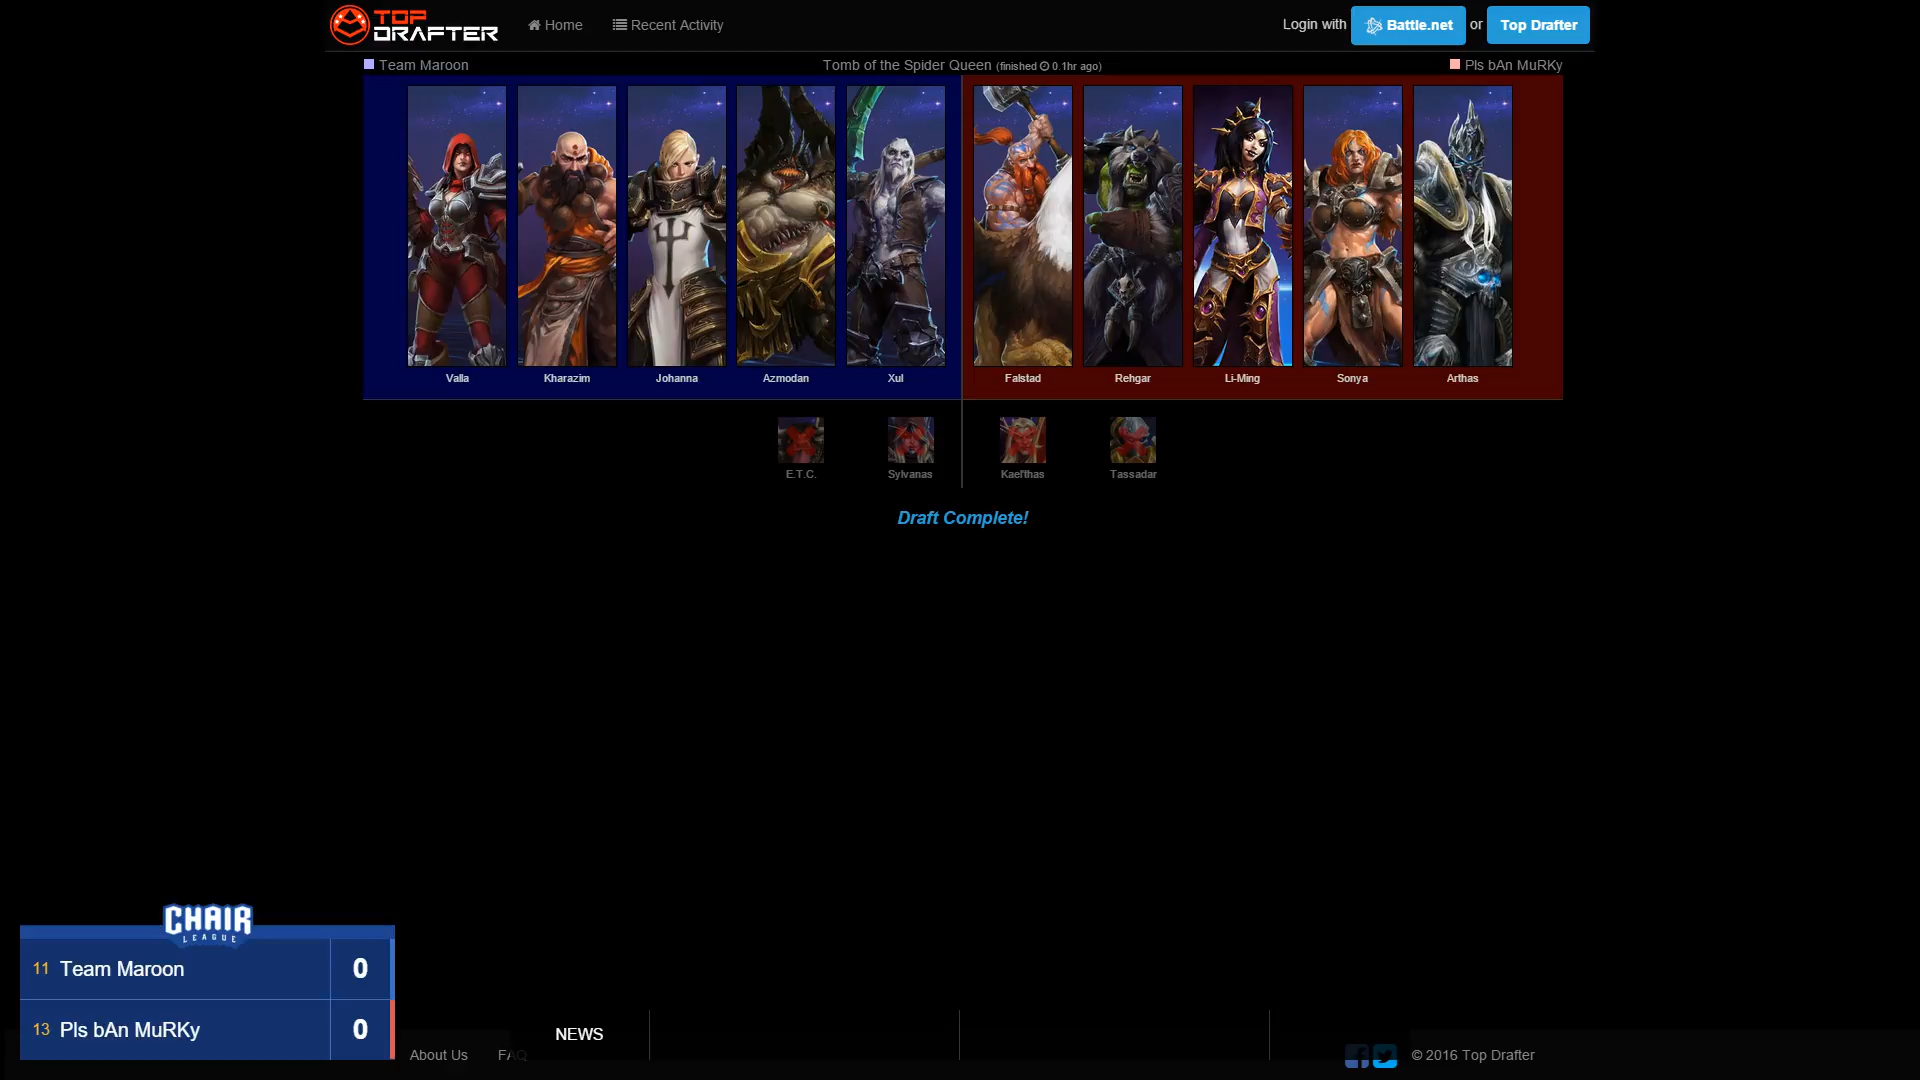 TOP DRAFTER
Home
Recent Activity
Login with Battle.net or Top Drafter
Team Maroon
Tomb of the Spider Queen (finished 0.1hr ago)
Pls bAn MuRKy
Valla
Kharazim
Johanna
Azmodan
Xul
Falstad
Rehgar
Li-Ming
Sonya
Arthas
E.T.C.
Sylvanas
Kael'thas
Tassadar
Draft Complete!
CHAIR
LEAGUE
11 Team Maroon 0
13 Pls bAn MuRKy 0
About Us
FAQ
NEWS
© 2016 Top Drafter